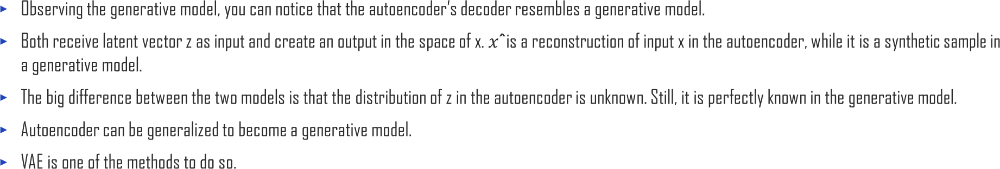 ▸ Observing the generative model, you can notice that the autoencoder's decoder resembles a generative model.
▸ Both receive latent vector z as input and create an output in the space of x. 𝑥^ is a reconstruction of input x in the autoencoder, while it is a synthetic sample in
a generative model.
▸ The big difference between the two models is that the distribution of z in the autoencoder is unknown. Still, it is perfectly known in the generative model.
▸ Autoencoder can be generalized to become a generative model.
▸ VAE is one of the methods to do so.